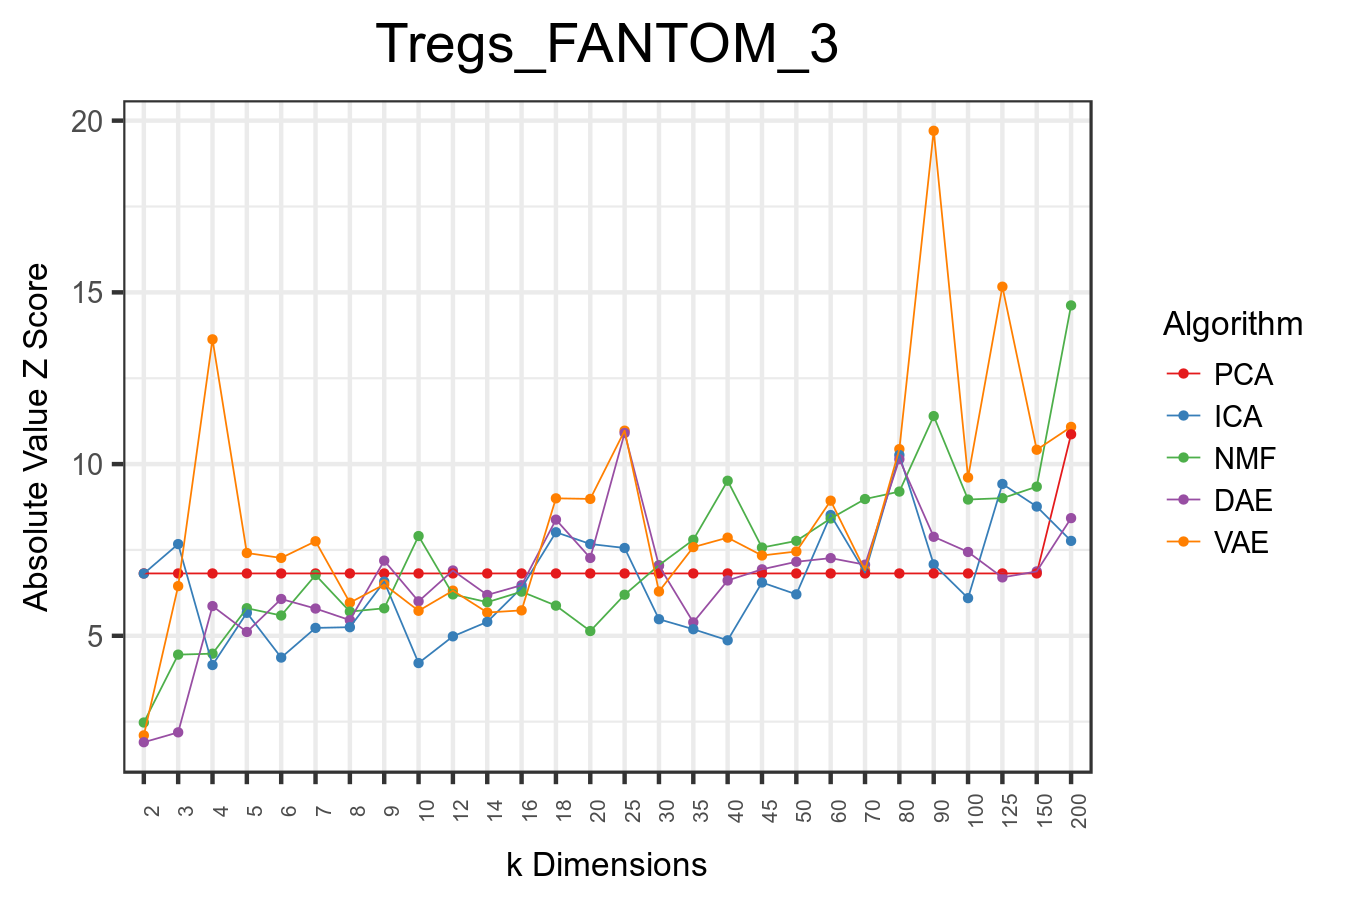 Tregs_FANTOM_3
Absolute Value Z Score
20
15
10
5
2 3 4 5 6 7 8 9 10 12 14 16 18 20 25 30 35 40 45 50 60 70 80 90 100 125 150 200
k Dimensions
Algorithm
PCA
ICA
NMF
DAE
VAE